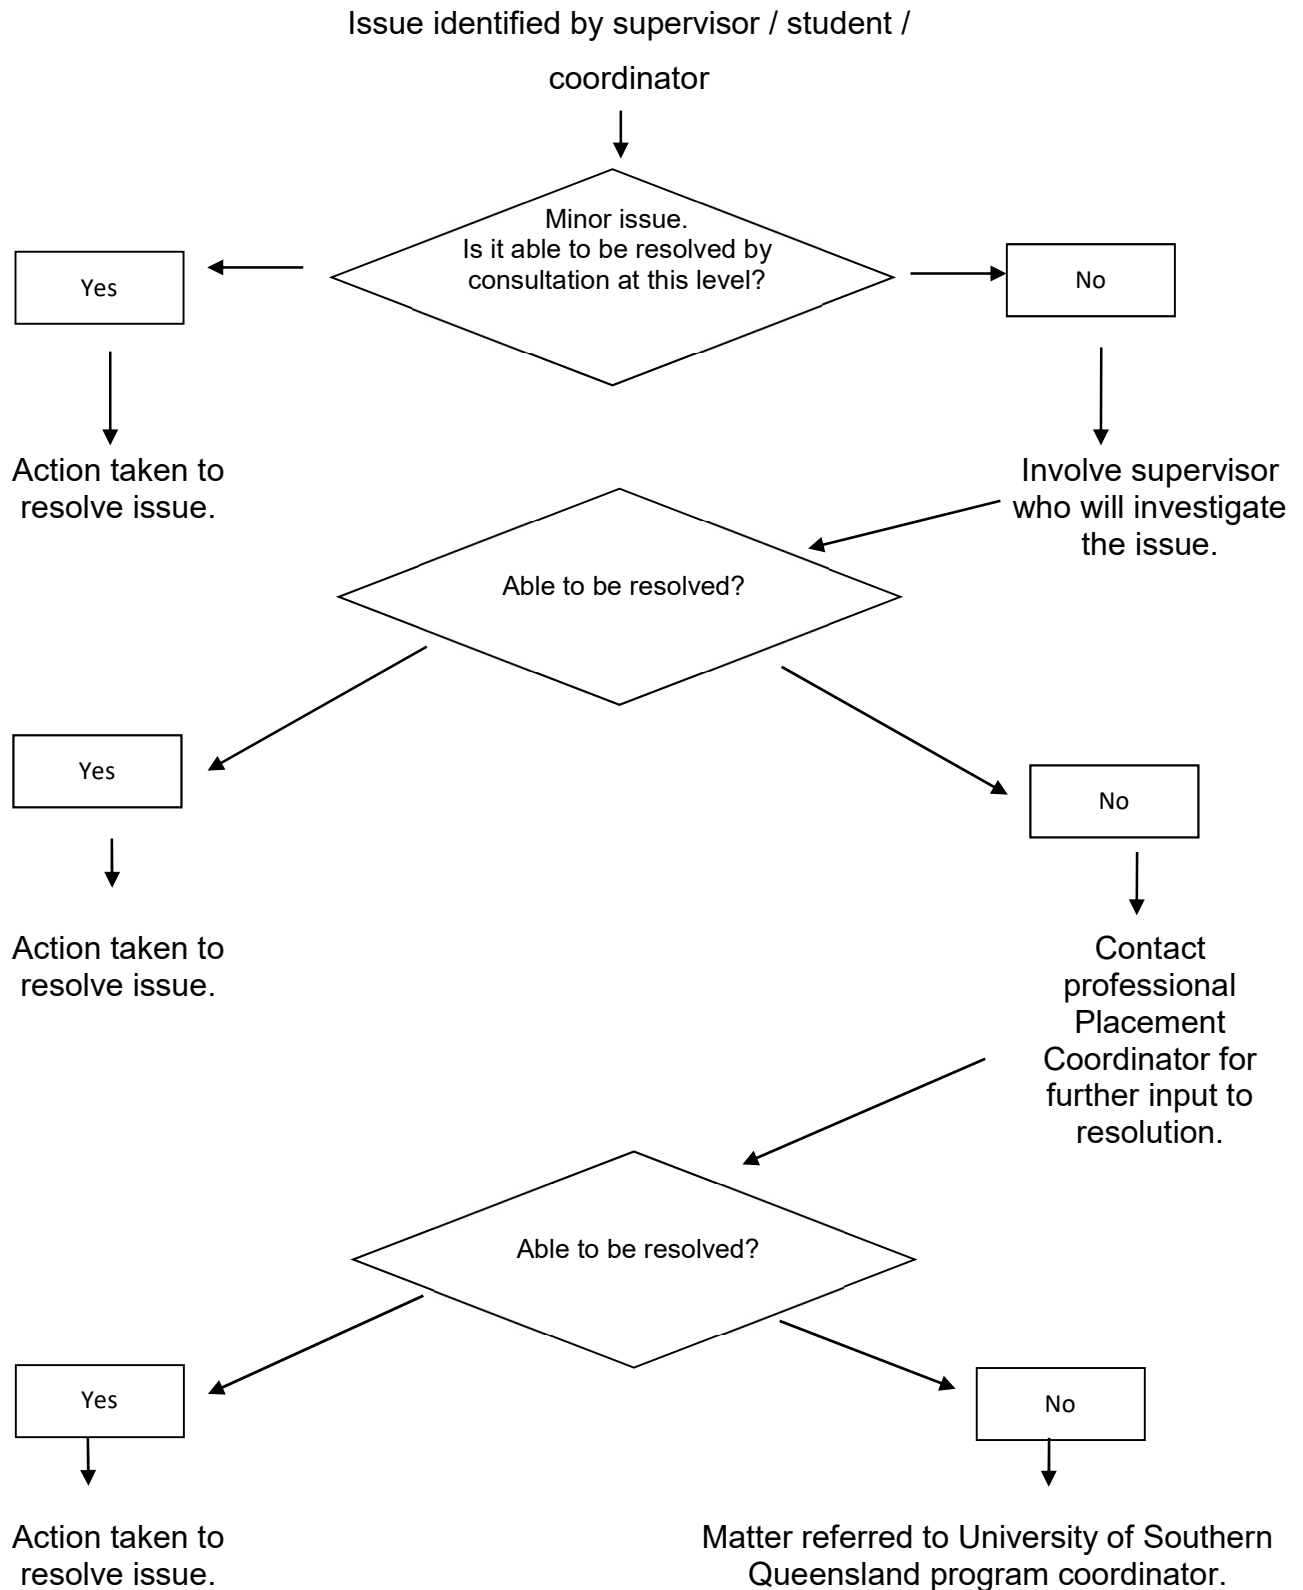 Issue identified by supervisor / student /
coordinator
Minor issue.
Is it able to be resolved by
consultation at this level?
Yes
No
Action taken to
resolve issue.
Involve supervisor
who will investigate
the issue.
Able to be resolved?
Yes
No
Action taken to
resolve issue.
Contact
professional
Placement
Coordinator for
further input to
resolution.
Able to be resolved?
Yes
No
Action taken to
resolve issue.
Matter referred to University of Southern
Queensland program coordinator.